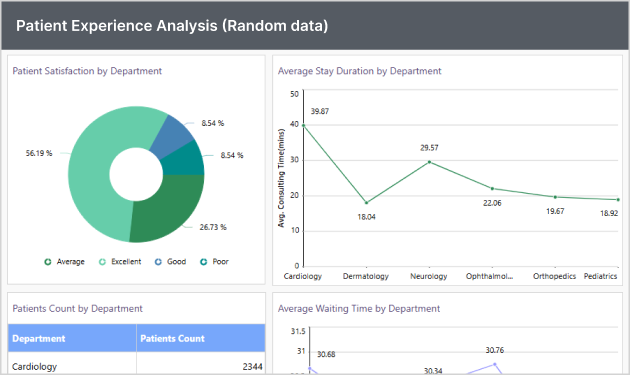 Patient Experience Analysis (Random data)
Patient Satisfaction by Department
8.54 %
56.19 %
8.54 %
26.73 %
Average Excellent Good Poor
Average Stay Duration by Department
Avg. Consulting Time(mins)
50
40
30
20
10
0
39.87
18.04
29.57
22.06
19.67
18.92
Cardiology Dermatology Neurology Ophthalmol... Orthopedics Pediatrics
Patients Count by Department
Department Patients Count
Cardiology 2344
Average Waiting Time by Department
31.5
31
30.68
30.34
30.76